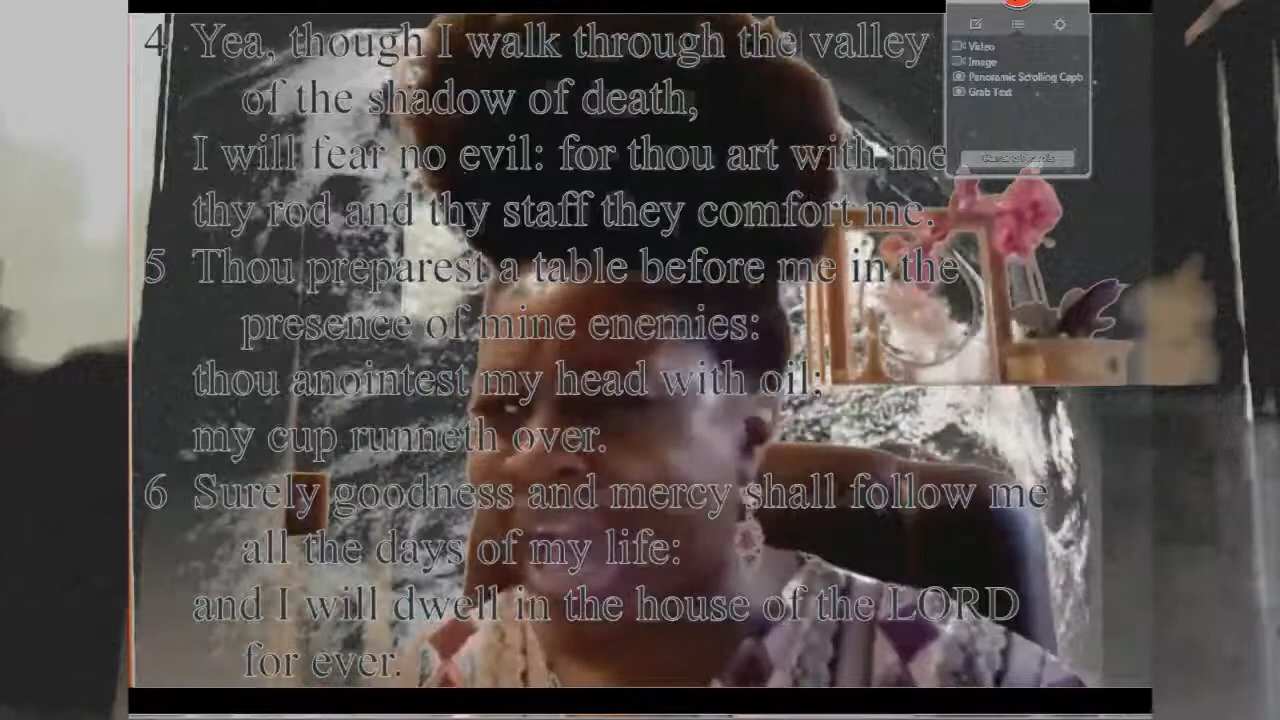 4 Yea, though I walk through the valley
of the shadow of death,
I will fear no evil: for thou art with me
thy rod and thy staff they comfort me.
5 Thou preparest a table before me in the
presence of mine enemies:
thou anointest my head with oil;
my cup runneth over.
6 Surely goodness and mercy shall follow me
all the days of my life:
and I will dwell in the house of the LORD
for ever.
Video
Image
Panoramic Scrolling Capt
Grab Text